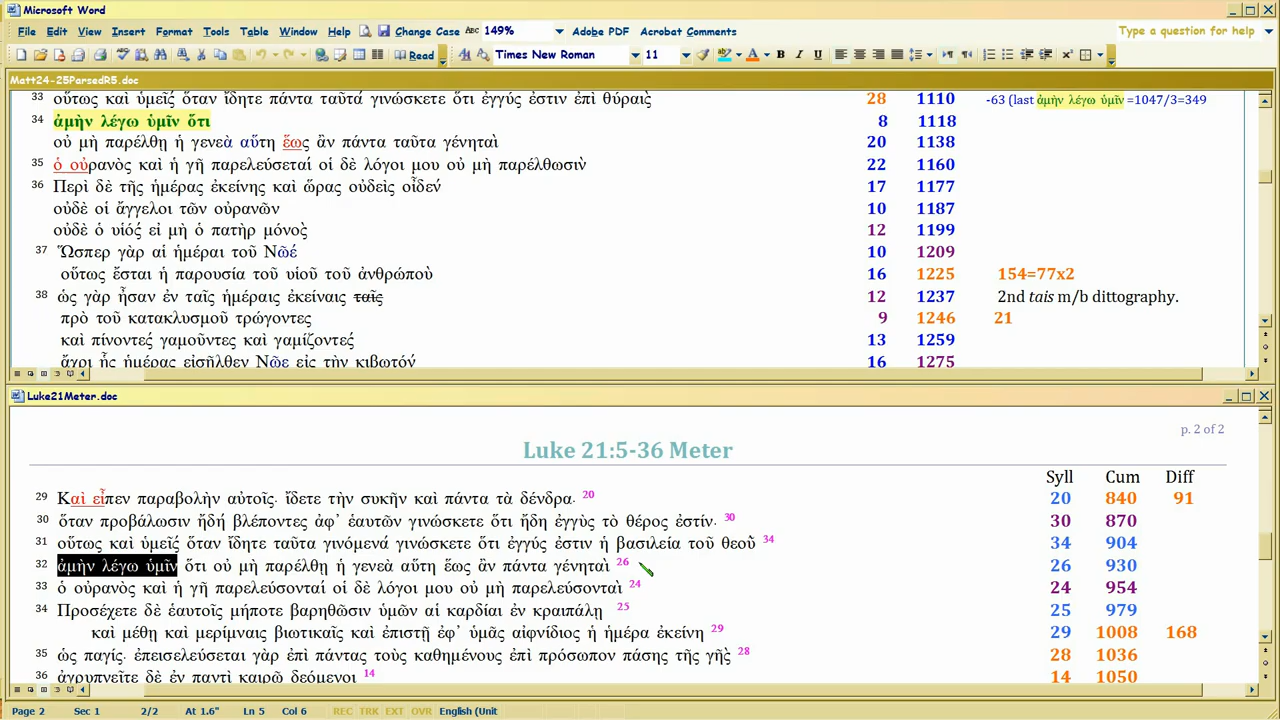 Microsoft Word
File Edit View Insert Format Tools Table Window Help Change Case ABC 149% Adobe PDF Acrobat Comments Type a question for help
Read Times New Roman 11 B I U
Matt24-25ParsedR5.doc
33 οὕτως καὶ ὑμεῖς ὅταν ἴδητε πάντα ταῦτά γινώσκετε ὅτι ἐγγύς ἐστιν ἐπὶ θύραις 28 1110 -63 (last ἀμὴν λέγω ὑμῖν =1047/3=349
34 ἀμὴν λέγω ὑμῖν ὅτι 8 1118
οὐ μὴ παρέλθῃ ἡ γενεὰ αὕτη ἕως ἂν πάντα ταῦτα γένηταὶ 20 1138
35 ὁ οὐρανὸς καὶ ἡ γῆ παρελεύσεταί οἱ δὲ λόγοι μου οὐ μὴ παρέλθωσιν 22 1160
36 Περὶ δὲ τῆς ἡμέρας ἐκείνης καὶ ὥρας οὐδεὶς οἶδεν 17 1177
οὐδὲ οἱ ἄγγελοι τῶν οὐρανῶν 10 1187
οὐδὲ ὁ υἱός εἰ μὴ ὁ πατὴρ μόνος 12 1199
37 Ὥσπερ γὰρ αἱ ἡμέραι τοῦ Νῶέ 10 1209
οὕτως ἔσται ἡ παρουσία τοῦ υἱοῦ τοῦ ἀνθρώπου 16 1225 154=77x2
38 ὡς γὰρ ἦσαν ἐν ταῖς ἡμέραις ἐκείναις ταῖς 12 1237 2nd tais m/b dittography.
πρὸ τοῦ κατακλυσμοῦ τρώγοντες 9 1246 21
καὶ πίνοντές γαμοῦντες καὶ γαμίζοντές 13 1259
ἄχρι ἧς ἡμέρας εἰσῆλθεν Νῶε εἰς τὴν κιβωτόν 16 1275
Luke21Meter.doc
p. 2 of 2
Luke 21:5-36 Meter
Syll Cum Diff
29 Καὶ εἶπεν παραβολὴν αὐτοῖς· ἴδετε τὴν συκῆν καὶ πάντα τὰ δένδρα· 20 20 840 91
30 ὅταν προβάλωσιν ἤδη βλέποντες ἀφ᾽ ἑαυτῶν γινώσκετε ὅτι ἤδη ἐγγὺς τὸ θέρος ἐστίν· 30 30 870
31 οὕτως καὶ ὑμεῖς ὅταν ἴδητε ταῦτα γινόμενά γινώσκετε ὅτι ἐγγύς ἐστιν ἡ βασιλεία τοῦ θεοῦ 34 34 904
32 ἀμὴν λέγω ὑμῖν ὅτι οὐ μὴ παρέλθῃ ἡ γενεὰ αὕτη ἕως ἂν πάντα γένηταὶ 26 26 930
33 ὁ οὐρανὸς καὶ ἡ γῆ παρελεύσονταί οἱ δὲ λόγοι μου οὐ μὴ παρελεύσονταὶ 24 24 954
34 Προσέχετε δὲ ἑαυτοῖς μήποτε βαρηθῶσιν ὑμῶν αἱ καρδίαι ἐν κραιπάλῃ 25 25 979
καὶ μέθῃ καὶ μερίμναις βιωτικαῖς καὶ ἐπιστῇ ἐφ᾽ ὑμᾶς αἰφνίδιος ἡ ἡμέρα ἐκείνη 29 29 1008 168
35 ὡς παγίς· ἐπεισελεύσεται γὰρ ἐπὶ πάντας τοὺς καθημένους ἐπὶ πρόσωπον πάσης τῆς γῆς 28 28 1036
36 ἀγρυπνεῖτε δὲ ἐν παντὶ καιρῷ δεόμενοι 14 14 1050
Page 2 Sec 1 2/2 At 1.6" Ln 5 Col 6 REC TRK EXT OVR English (Unit